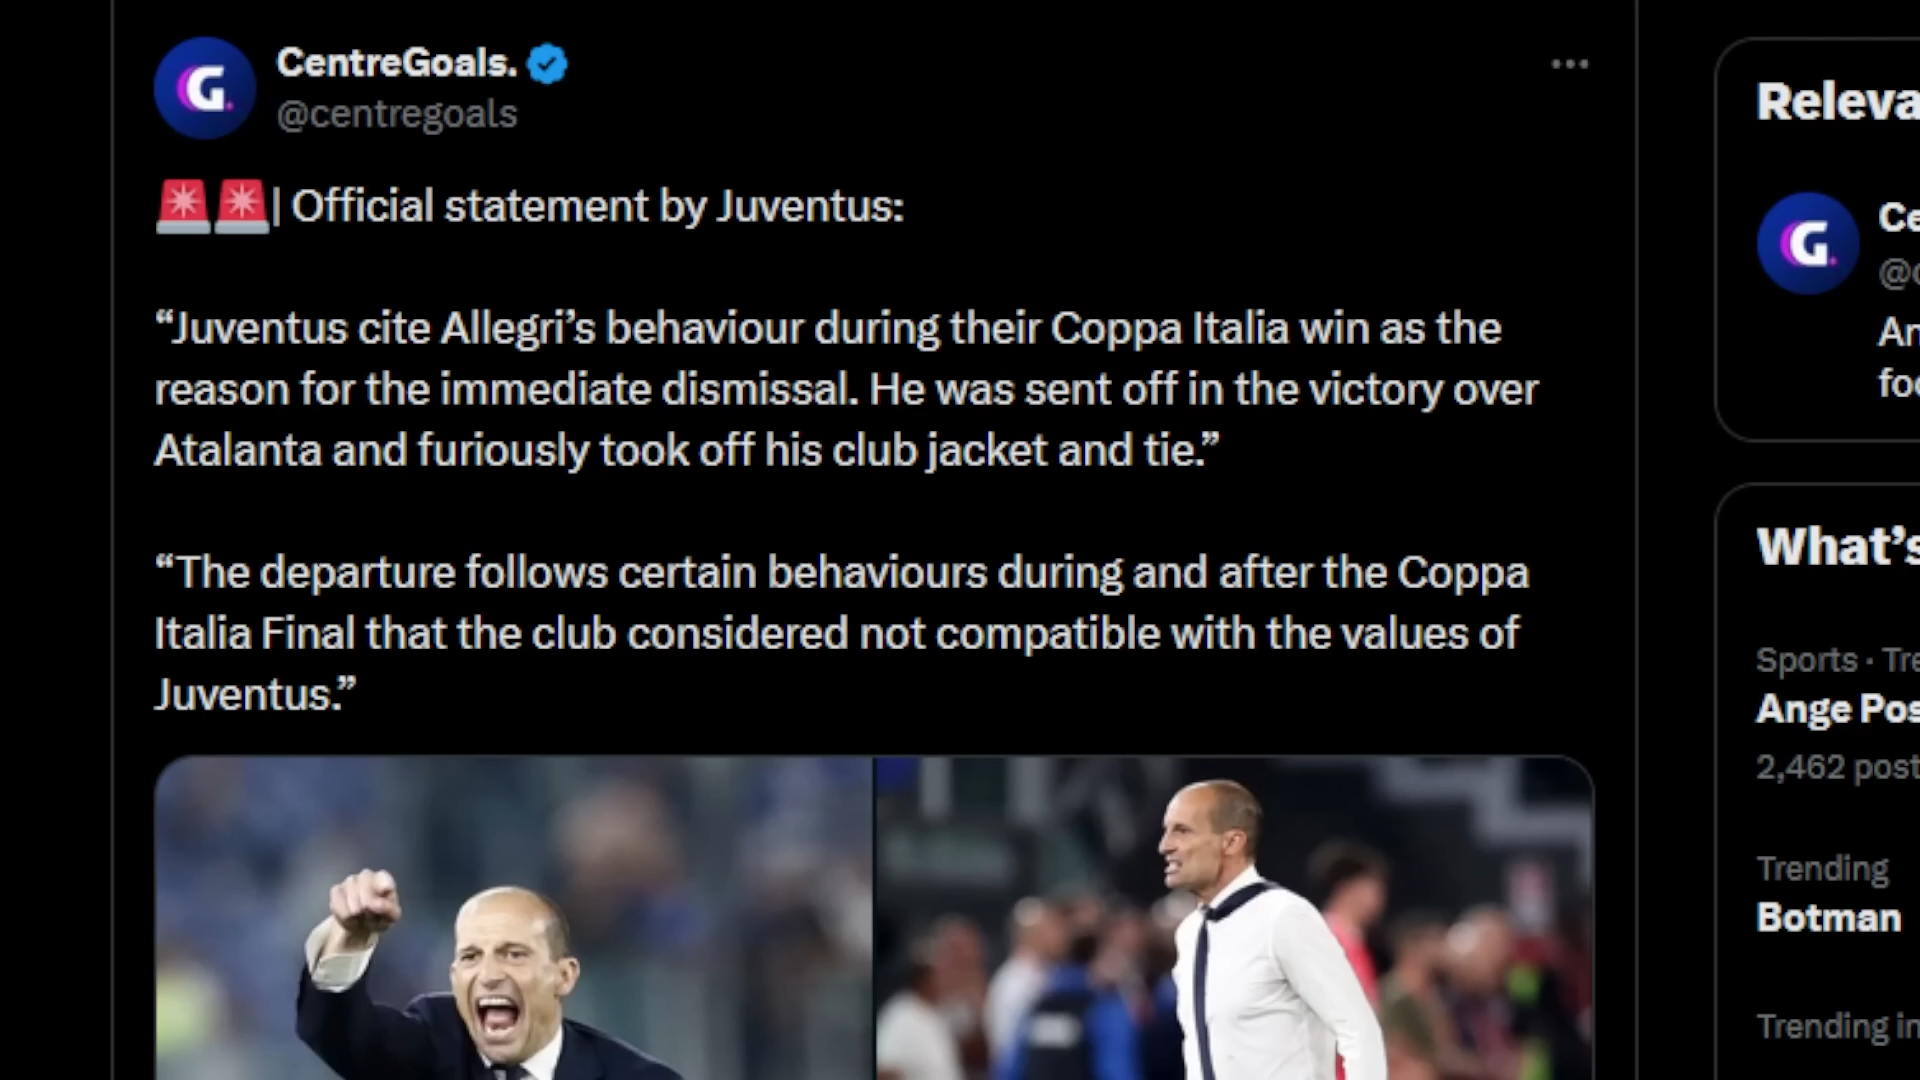 CentreGoals.
@centregoals
🚨🚨| Official statement by Juventus:
“Juventus cite Allegri’s behaviour during their Coppa Italia win as the
reason for the immediate dismissal. He was sent off in the victory over
Atalanta and furiously took off his club jacket and tie.”
“The departure follows certain behaviours during and after the Coppa
Italia Final that the club considered not compatible with the values of
Juventus.”
Releva
G.
Ce
@c
An
foo
What’s
Sports · Tre
Ange Pos
2,462 post
Trending
Botman
Trending in